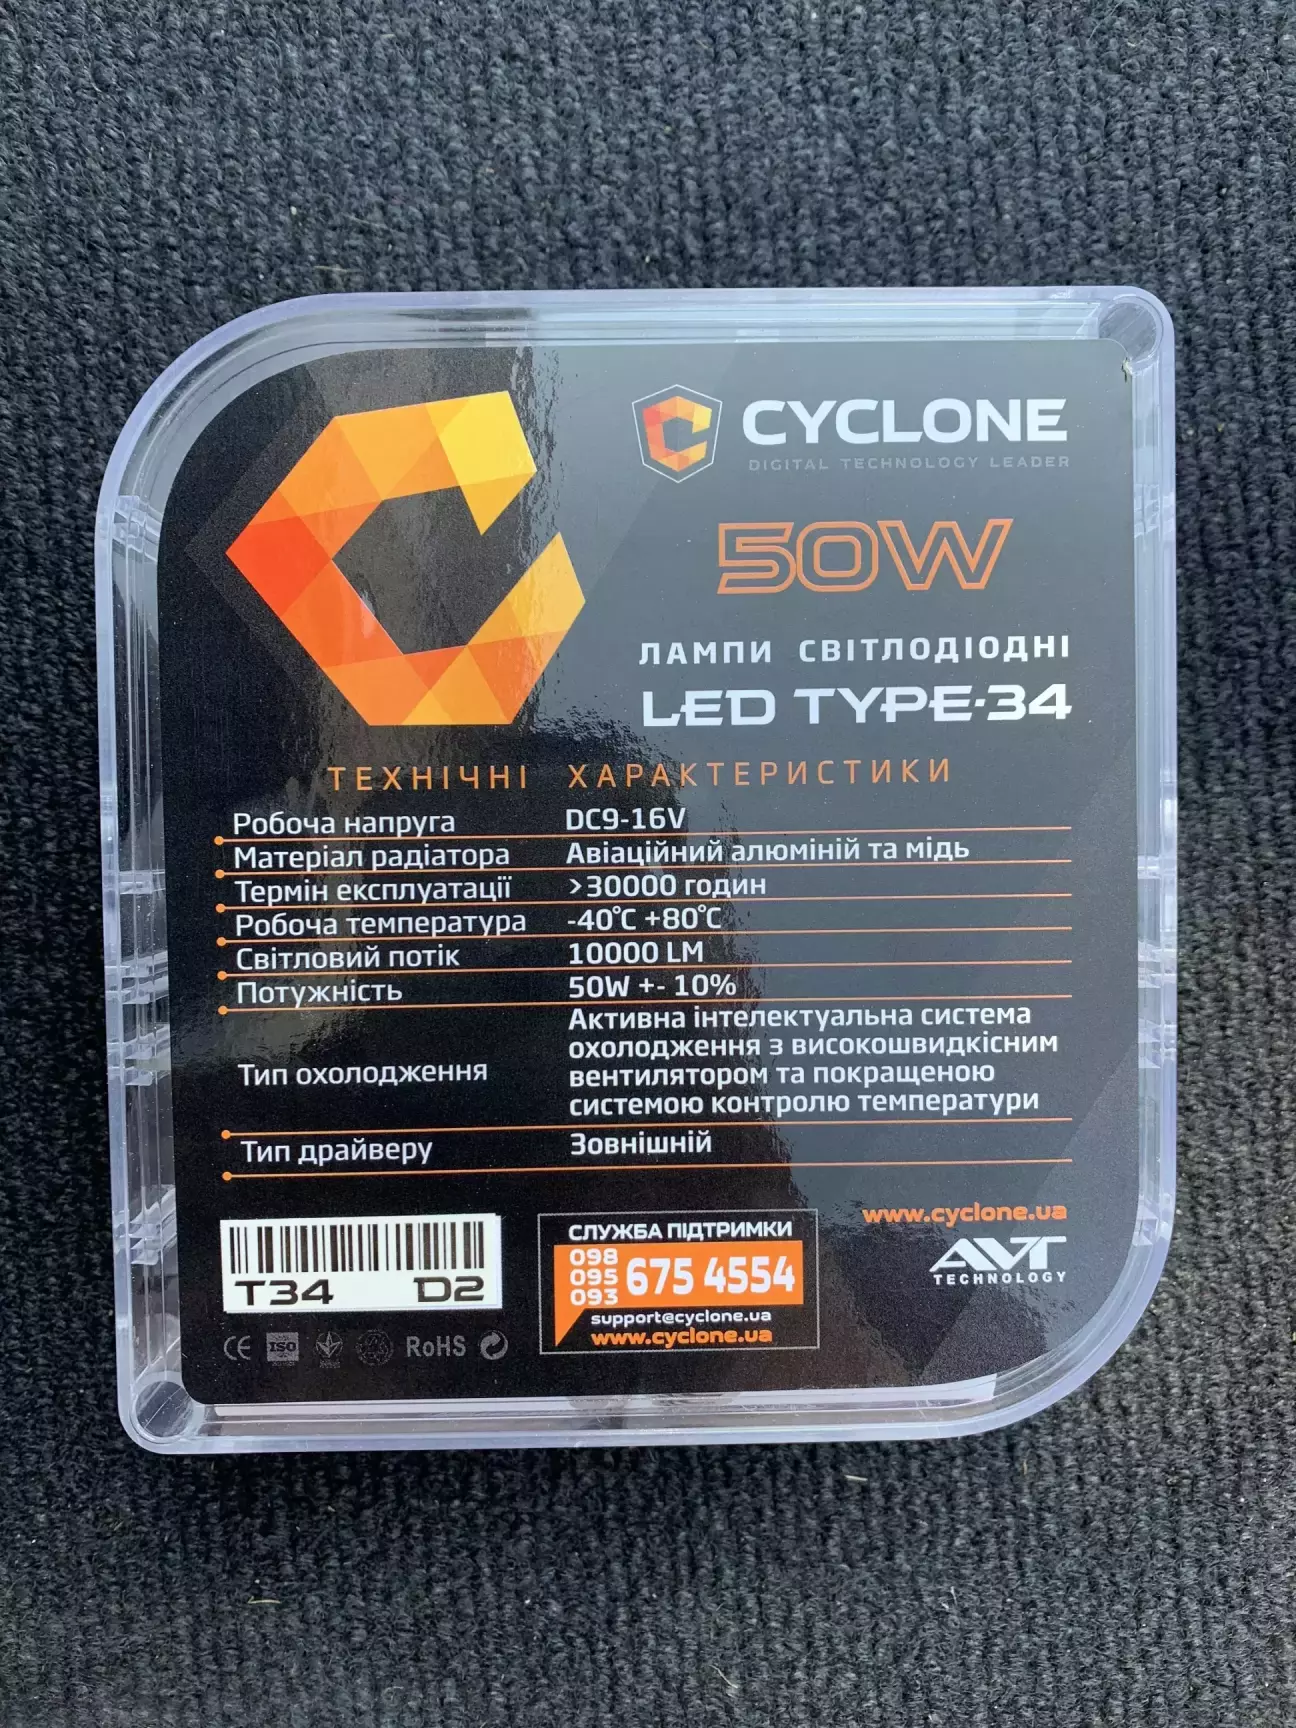 CYCLONE
DIGITAL TECHNOLOGY LEADER
50W
ЛАМПИ СВІТЛОДІОДНІ
LED TYPE-34
ТЕХНІЧНІ ХАРАКТЕРИСТИКИ
Робоча напруга DC9-16V
Матеріал радіатора Авіаційний алюміній та мідь
Термін експлуатації >30000 годин
Робоча температура -40°C +80°C
Світловий потік 10000 LM
Потужність 50W +- 10%
Тип охолодження Активна інтелектуальна система
охолодження з високошвидкісним
вентилятором та покращеною
системою контролю температури
Тип драйверу Зовнішній
T34 D2
CE ISO RoHS
СЛУЖБА ПІДТРИМКИ
098
095
093
675 4554
support@cyclone.ua
www.cyclone.ua
www.cyclone.ua
AVT
TECHNOLOGY